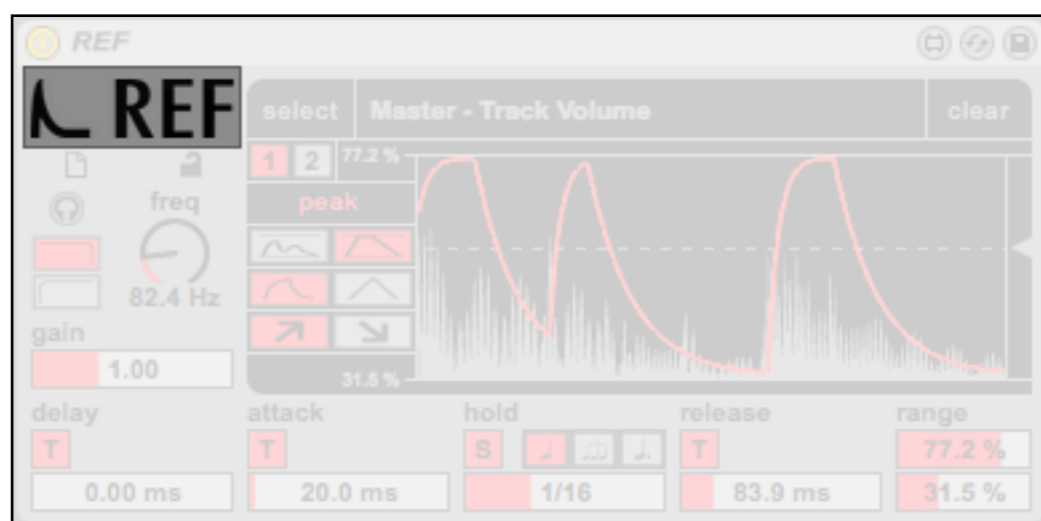 REF
REF
select Master - Track Volume clear
1 2 77.2 %
freq peak
82.4 Hz
gain
1.00
31.5 %
delay attack hold release range
T T S T 77.2 %
0.00 ms 20.0 ms 1/16 83.9 ms 31.5 %